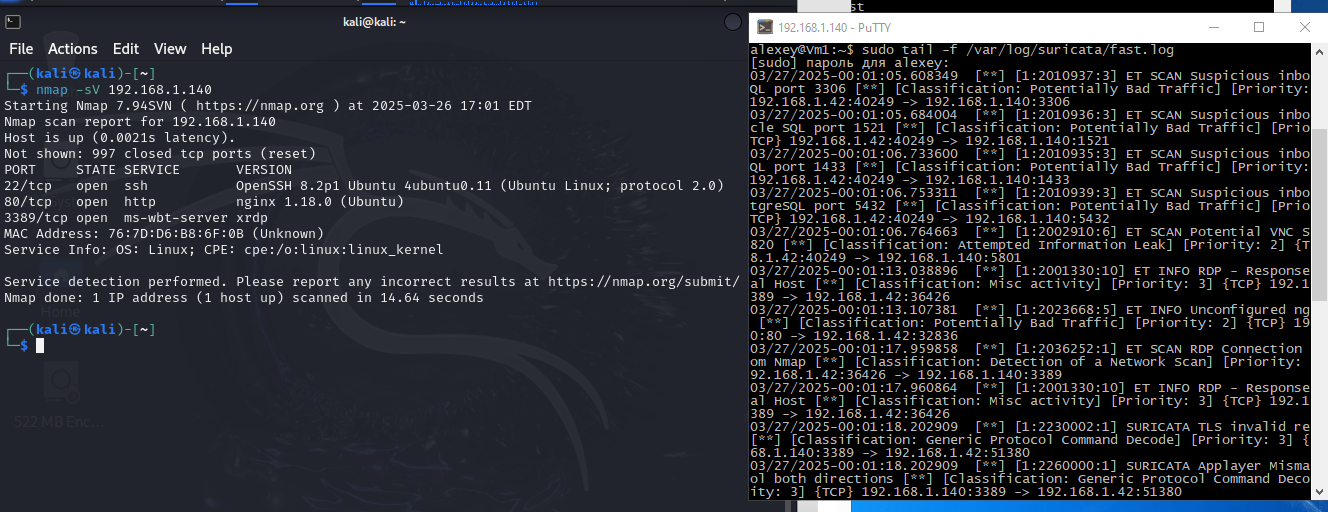 st
kali@kali: ~
File Actions Edit View Help
┌──(kali㉿kali)-[~]
└─$ nmap -sV 192.168.1.140
Starting Nmap 7.94SVN ( https://nmap.org ) at 2025-03-26 17:01 EDT
Nmap scan report for 192.168.1.140
Host is up (0.0021s latency).
Not shown: 997 closed tcp ports (reset)
PORT     STATE SERVICE       VERSION
22/tcp   open  ssh           OpenSSH 8.2p1 Ubuntu 4ubuntu0.11 (Ubuntu Linux; protocol 2.0)
80/tcp   open  http          nginx 1.18.0 (Ubuntu)
3389/tcp open  ms-wbt-server xrdp
MAC Address: 76:7D:D6:B8:6F:0B (Unknown)
Service Info: OS: Linux; CPE: cpe:/o:linux:linux_kernel
Service detection performed. Please report any incorrect results at https://nmap.org/submit/
Nmap done: 1 IP address (1 host up) scanned in 14.64 seconds
┌──(kali㉿kali)-[~]
└─$
Home
522 MB Enc...
192.168.1.140 - PuTTY
alexey@Vm1:~$ sudo tail -f /var/log/suricata/fast.log
[sudo] пароль для alexey:
03/27/2025-00:01:05.608349  [**] [1:2010937:3] ET SCAN Suspicious inbo
QL port 3306 [**] [Classification: Potentially Bad Traffic] [Priority:
192.168.1.42:40249 -> 192.168.1.140:3306
03/27/2025-00:01:05.684004  [**] [1:2010936:3] ET SCAN Suspicious inbo
cle SQL port 1521 [**] [Classification: Potentially Bad Traffic] [Prio
TCP} 192.168.1.42:40249 -> 192.168.1.140:1521
03/27/2025-00:01:06.733600  [**] [1:2010935:3] ET SCAN Suspicious inbo
QL port 1433 [**] [Classification: Potentially Bad Traffic] [Priority:
192.168.1.42:40249 -> 192.168.1.140:1433
03/27/2025-00:01:06.753311  [**] [1:2010939:3] ET SCAN Suspicious inbo
tgreSQL port 5432 [**] [Classification: Potentially Bad Traffic] [Prio
TCP} 192.168.1.42:40249 -> 192.168.1.140:5432
03/27/2025-00:01:06.764663  [**] [1:2002910:6] ET SCAN Potential VNC S
820 [**] [Classification: Attempted Information Leak] [Priority: 2] {T
8.1.42:40249 -> 192.168.1.140:5801
03/27/2025-00:01:13.038896  [**] [1:2001330:10] ET INFO RDP - Response
al Host [**] [Classification: Misc activity] [Priority: 3] {TCP} 192.1
389 -> 192.168.1.42:36426
03/27/2025-00:01:13.107381  [**] [1:2023668:5] ET INFO Unconfigured ng
[**] [Classification: Potentially Bad Traffic] [Priority: 2] {TCP} 19
0:80 -> 192.168.1.42:32836
03/27/2025-00:01:17.959858  [**] [1:2036252:1] ET SCAN RDP Connection
om Nmap [**] [Classification: Detection of a Network Scan] [Priority:
92.168.1.42:36426 -> 192.168.1.140:3389
03/27/2025-00:01:17.960864  [**] [1:2001330:10] ET INFO RDP - Response
al Host [**] [Classification: Misc activity] [Priority: 3] {TCP} 192.1
389 -> 192.168.1.42:36426
03/27/2025-00:01:18.202909  [**] [1:2230002:1] SURICATA TLS invalid re
[**] [Classification: Generic Protocol Command Decode] [Priority: 3] {
68.1.140:3389 -> 192.168.1.42:51380
03/27/2025-00:01:18.202909  [**] [1:2260000:1] SURICATA Applayer Misma
ol both directions [**] [Classification: Generic Protocol Command Deco
ity: 3] {TCP} 192.168.1.140:3389 -> 192.168.1.42:51380